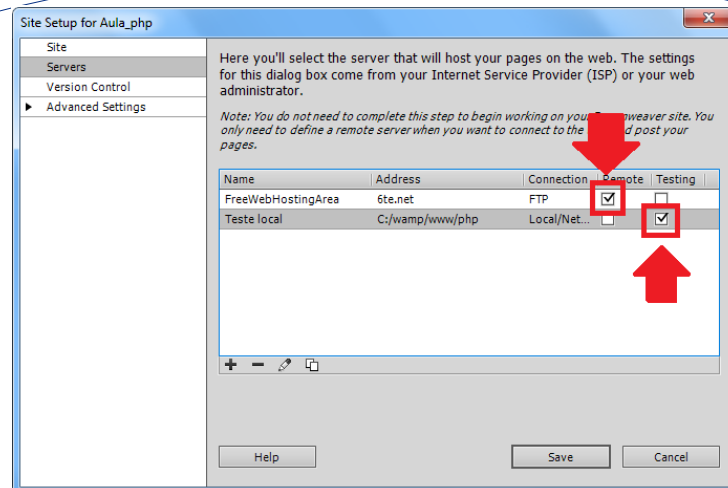 Site Setup for Aula_php
Site
Servers
Version Control
Advanced Settings
Here you'll select the server that will host your pages on the web. The settings
for this dialog box come from your Internet Service Provider (ISP) or your web
administrator.
Note: You do not need to complete this step to begin working on your weaver site. You
only need to define a remote server when you want to connect to the post your
pages.
Name Address Connection Remote Testing
FreeWebHostingArea 6te.net FTP
Teste local C:/wamp/www/php Local/Net...
Help Save Cancel